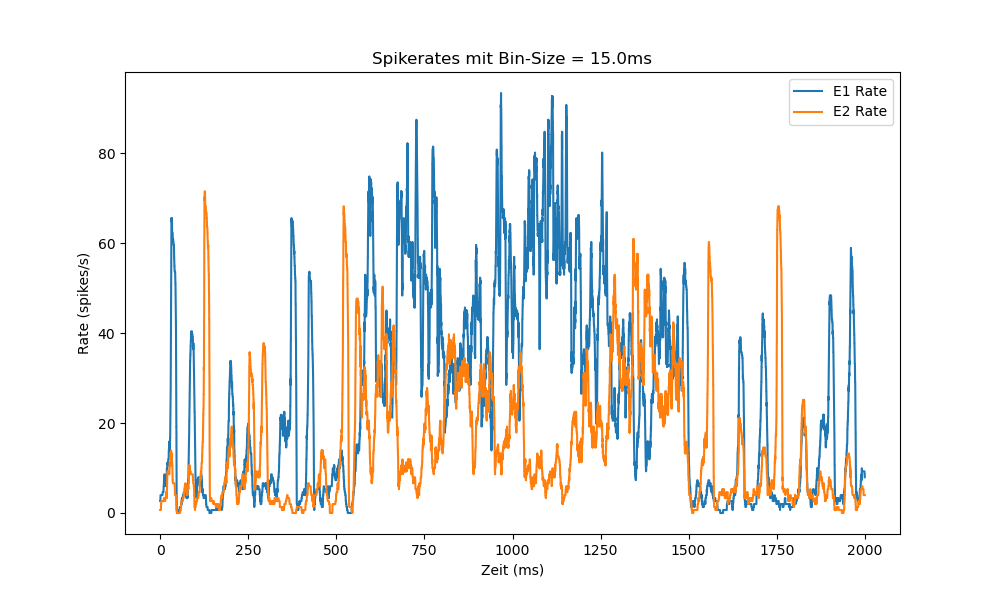 Spikerates mit Bin-Size = 15.0ms
E1 Rate
E2 Rate
Rate (spikes/s)
80
60
40
20
0
0 250 500 750 1000 1250 1500 1750 2000
Zeit (ms)